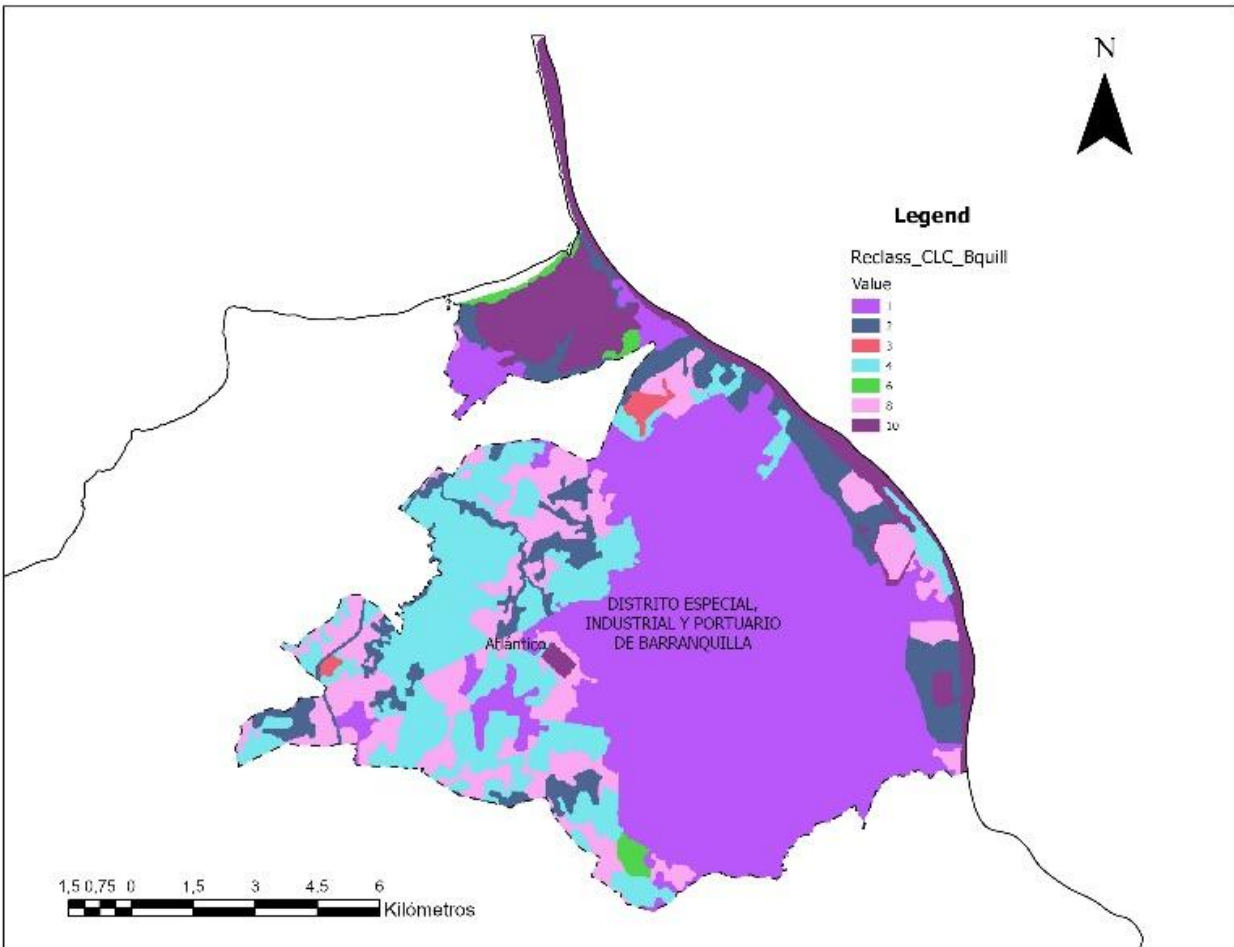 N
Legend
Reclass_CLC_Bquill
Value
1
2
3
4
6
8
10
DISTRITO ESPECIAL,
INDUSTRIAL Y PORTUARIO
DE BARRANQUILLA
Atlántico
1,5 0,75 0 1,5 3 4,5 6
Kilómetros